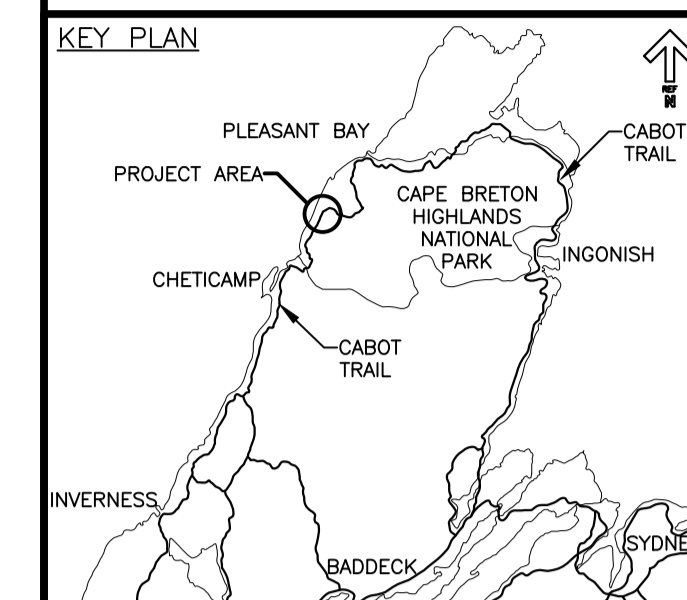 KEY PLAN
REF
N
PLEASANT BAY
CABOT
TRAIL
PROJECT AREA
CAPE BRETON
HIGHLANDS
NATIONAL
PARK
INGONISH
CHETICAMP
CABOT
TRAIL
INVERNESS
SYDNE
BADDECK